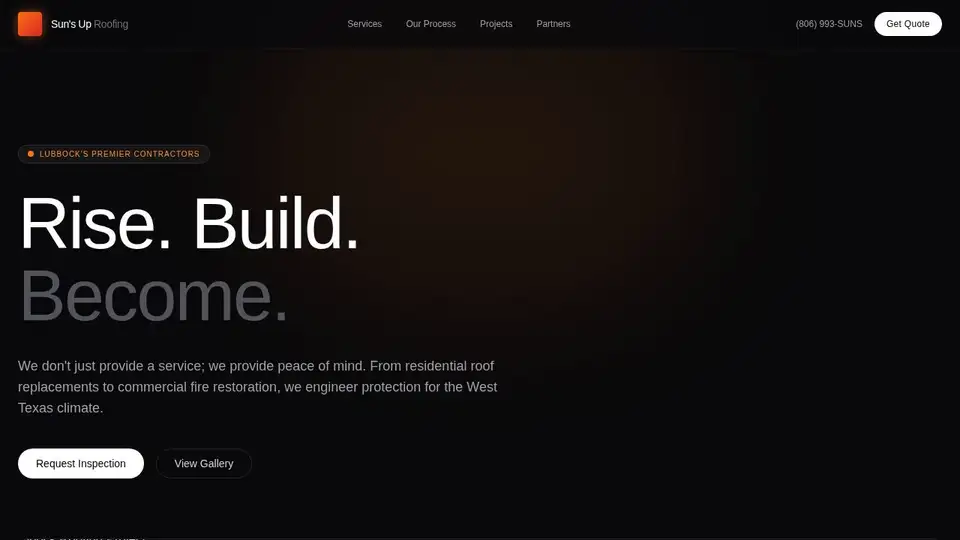 Sun's Up Roofing
Services
Our Process
Projects
Partners
(806) 993-SUNS
Get Quote
LUBBOCK'S PREMIER CONTRACTORS
Rise. Build.
Become.
We don't just provide a service; we provide peace of mind. From residential roof
replacements to commercial fire restoration, we engineer protection for the West
Texas climate.
Request Inspection
View Gallery